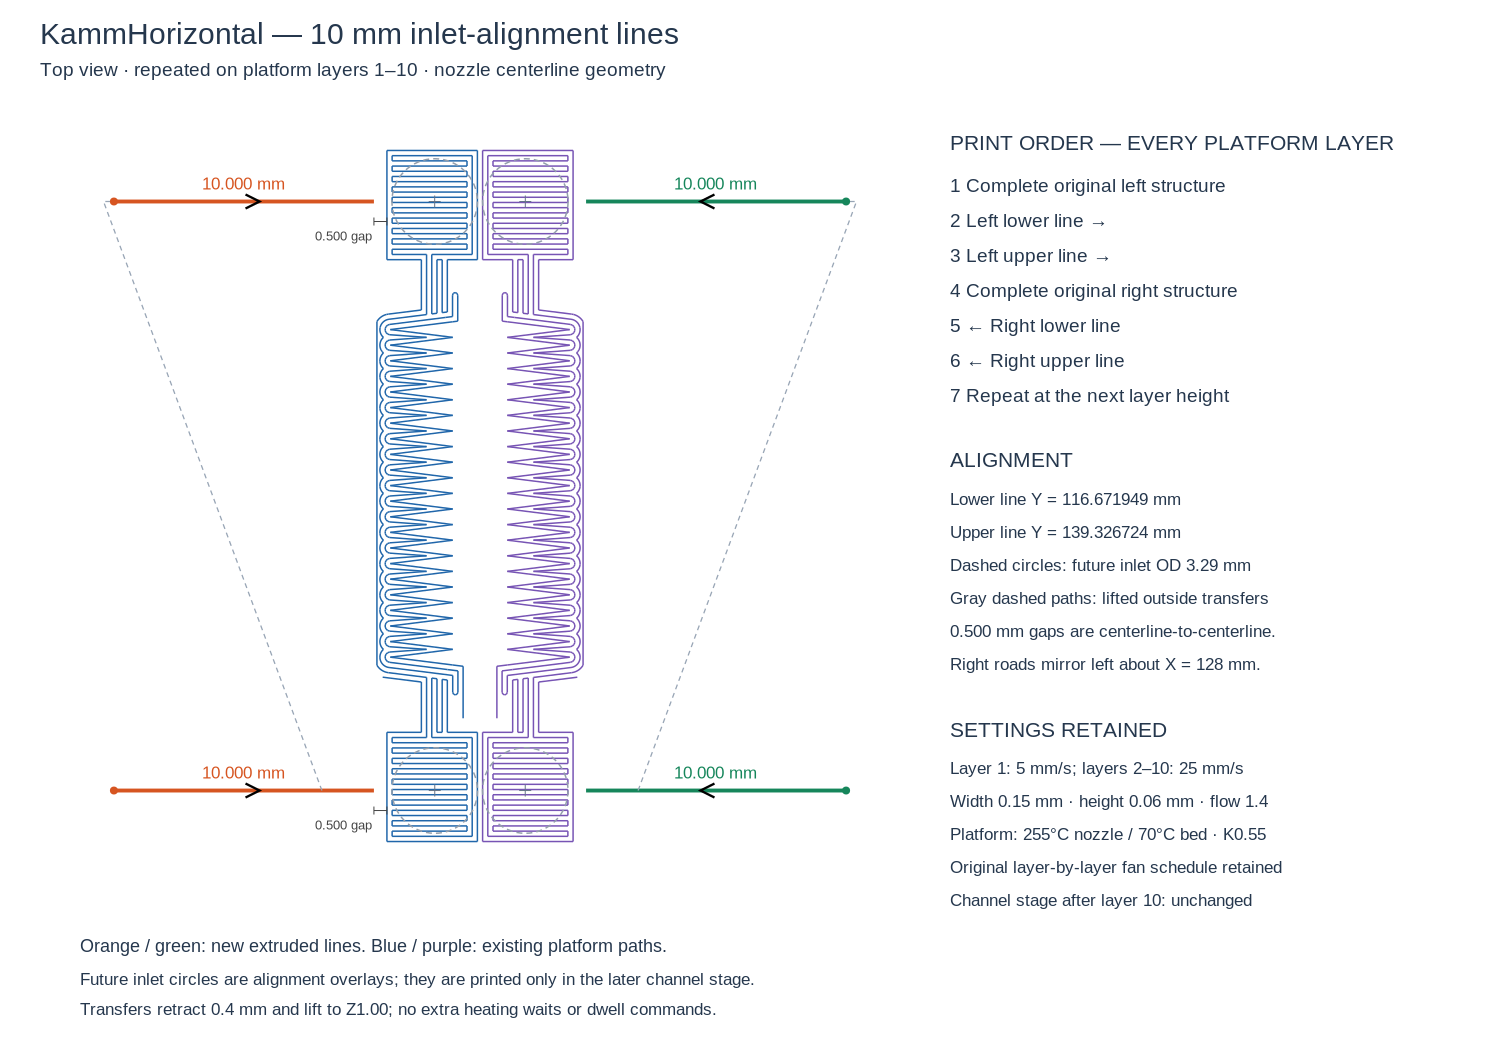 KammHorizontal — 10 mm inlet-alignment lines
Top view · repeated on platform layers 1–10 · nozzle centerline geometry
10.000 mm
10.000 mm
0.500 gap
10.000 mm
10.000 mm
0.500 gap
Orange / green: new extruded lines. Blue / purple: existing platform paths.
Future inlet circles are alignment overlays; they are printed only in the later channel stage.
Transfers retract 0.4 mm and lift to Z1.00; no extra heating waits or dwell commands.
PRINT ORDER — EVERY PLATFORM LAYER
1 Complete original left structure
2 Left lower line →
3 Left upper line →
4 Complete original right structure
5 ← Right lower line
6 ← Right upper line
7 Repeat at the next layer height
ALIGNMENT
Lower line Y = 116.671949 mm
Upper line Y = 139.326724 mm
Dashed circles: future inlet OD 3.29 mm
Gray dashed paths: lifted outside transfers
0.500 mm gaps are centerline-to-centerline.
Right roads mirror left about X = 128 mm.
SETTINGS RETAINED
Layer 1: 5 mm/s; layers 2–10: 25 mm/s
Width 0.15 mm · height 0.06 mm · flow 1.4
Platform: 255°C nozzle / 70°C bed · K0.55
Original layer-by-layer fan schedule retained
Channel stage after layer 10: unchanged